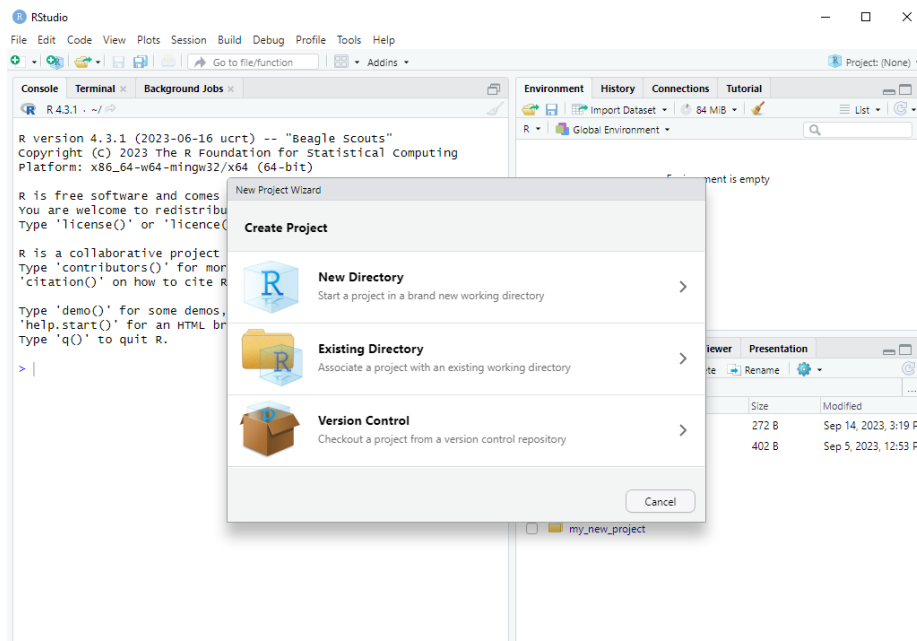 RStudio
File Edit Code View Plots Session Build Debug Profile Tools Help
Go to file/function Addins Project: (None)
Console Terminal Background Jobs
R 4.3.1 · ~/
R version 4.3.1 (2023-06-16 ucrt) -- "Beagle Scouts"
Copyright (C) 2023 The R Foundation for Statistical Computing
Platform: x86_64-w64-mingw32/x64 (64-bit)
R is free software and comes
You are welcome to redistribu
Type 'license()' or 'licence(
R is a collaborative project
Type 'contributors()' for mor
'citation()' on how to cite R
Type 'demo()' for some demos,
'help.start()' for an HTML br
Type 'q()' to quit R.
>
Environment History Connections Tutorial
Import Dataset 84 MiB List
R Global Environment
ment is empty
New Project Wizard
Create Project
New Directory
Start a project in a brand new working directory
Existing Directory
Associate a project with an existing working directory
Version Control
Checkout a project from a version control repository
Cancel
iewer Presentation
ete Rename
...
Size Modified
272 B Sep 14, 2023, 3:19 P
402 B Sep 5, 2023, 12:53 P
my_new_project